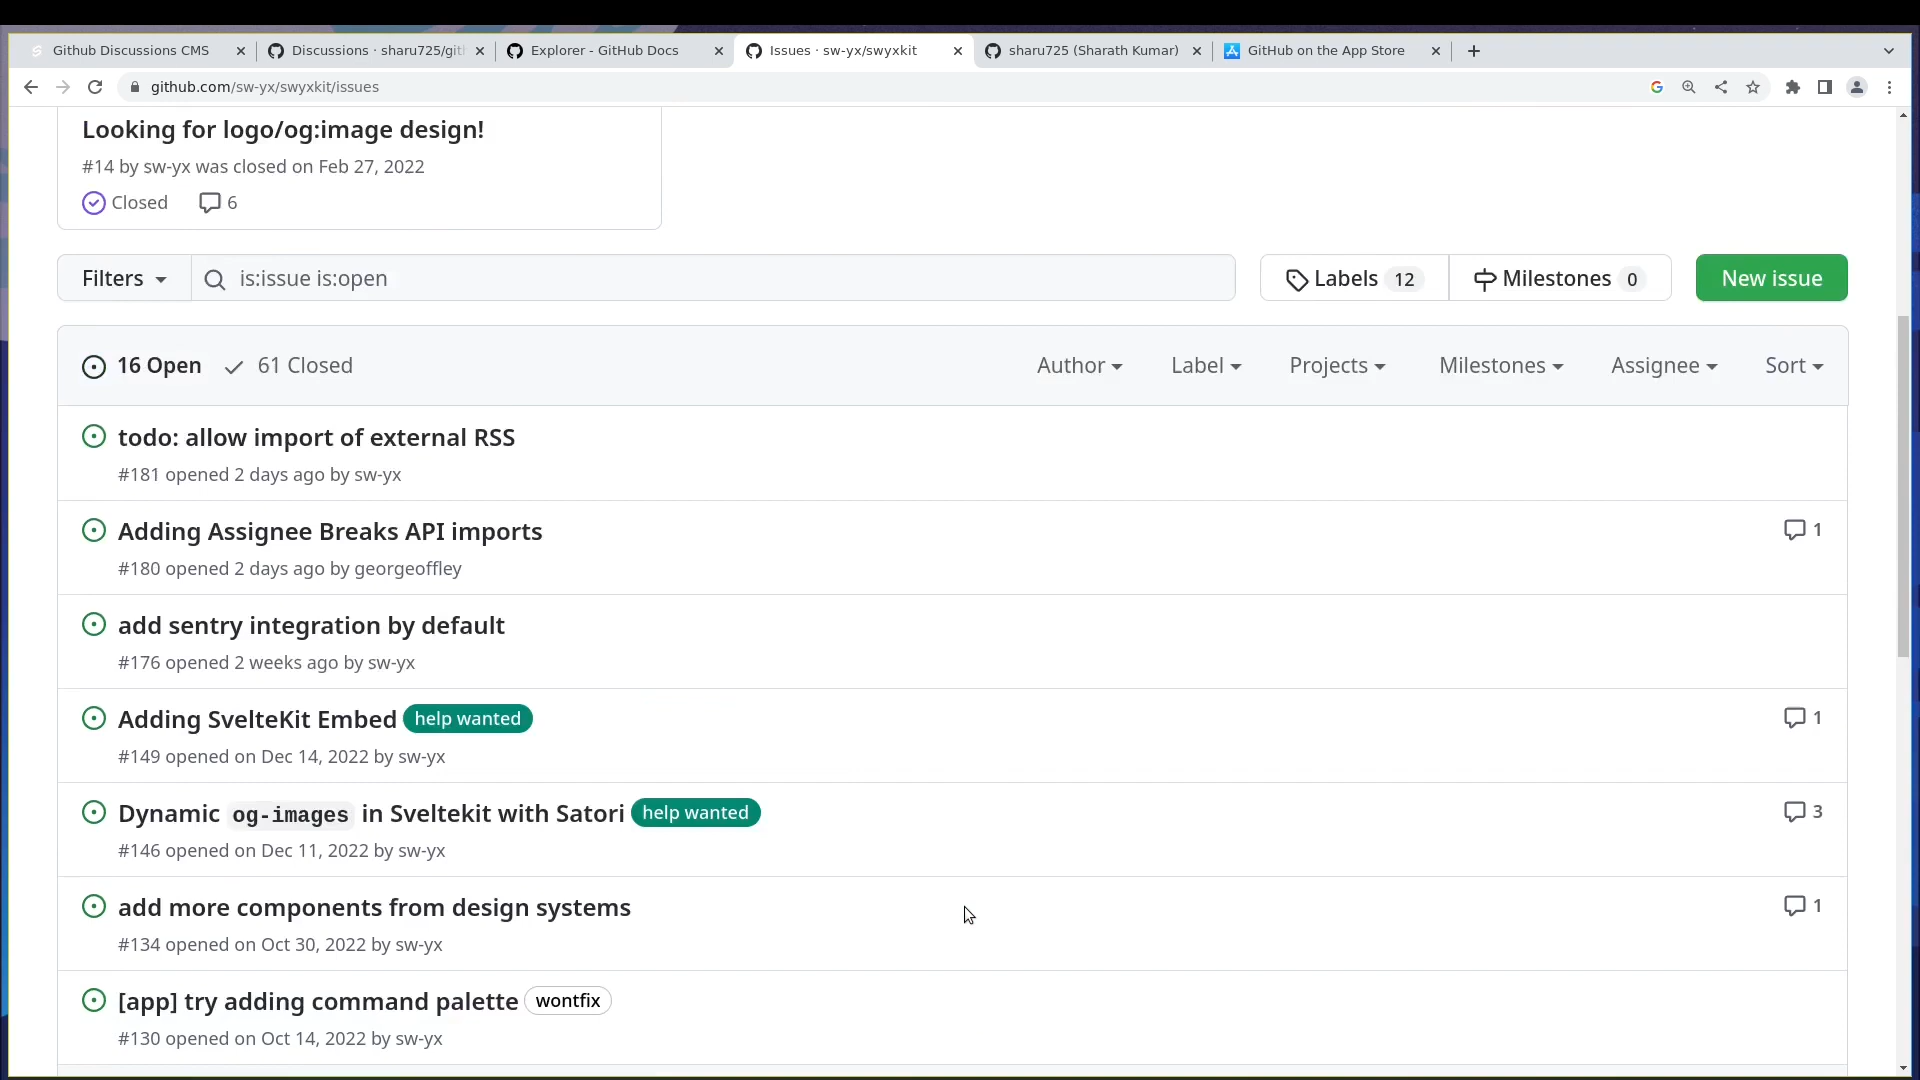 Github Discussions CMS
Discussions · sharu725/gith
Explorer - GitHub Docs
Issues · sw-yx/swyxkit
sharu725 (Sharath Kumar)
GitHub on the App Store
github.com/sw-yx/swyxkit/issues
Looking for logo/og:image design!
#14 by sw-yx was closed on Feb 27, 2022
Closed 6
Filters is:issue is:open Labels 12 Milestones 0 New issue
16 Open 61 Closed Author Label Projects Milestones Assignee Sort
todo: allow import of external RSS
#181 opened 2 days ago by sw-yx
Adding Assignee Breaks API imports 1
#180 opened 2 days ago by georgeoffley
add sentry integration by default
#176 opened 2 weeks ago by sw-yx
Adding SvelteKit Embed help wanted 1
#149 opened on Dec 14, 2022 by sw-yx
Dynamic og-images in Sveltekit with Satori help wanted 3
#146 opened on Dec 11, 2022 by sw-yx
add more components from design systems 1
#134 opened on Oct 30, 2022 by sw-yx
[app] try adding command palette wontfix
#130 opened on Oct 14, 2022 by sw-yx